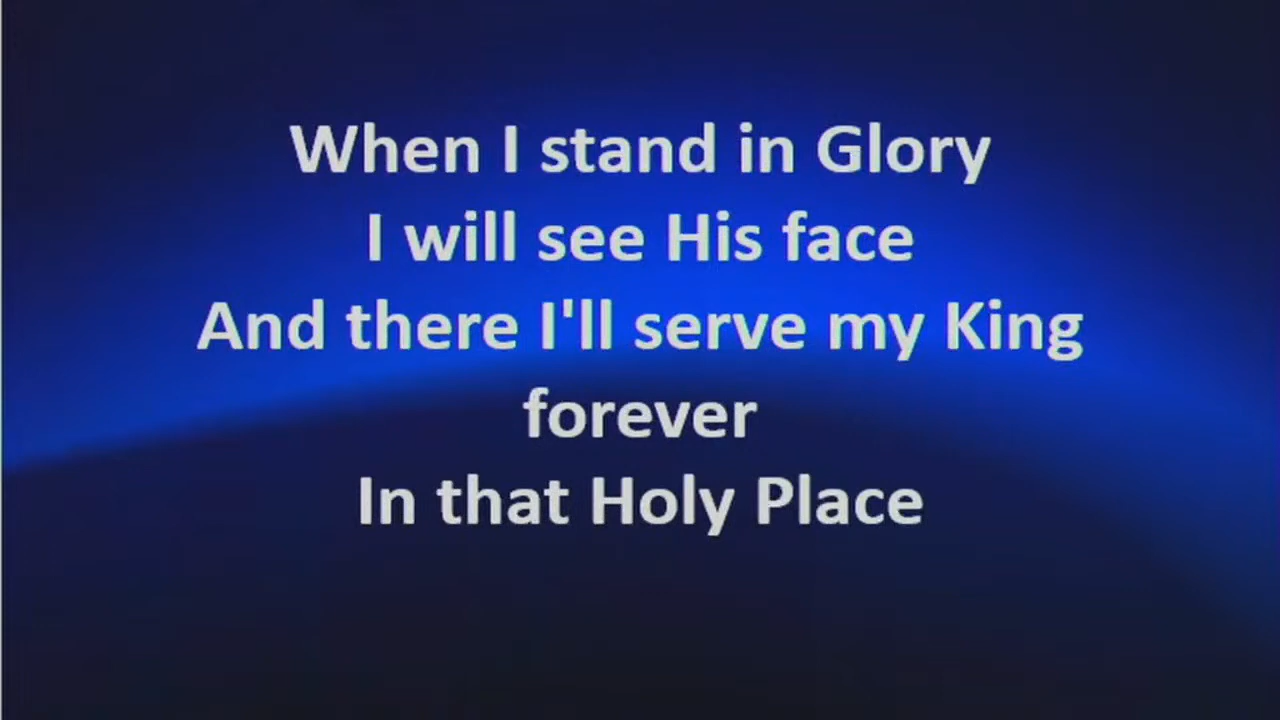 When I stand in Glory
I will see His face
And there I'll serve my King
forever
In that Holy Place